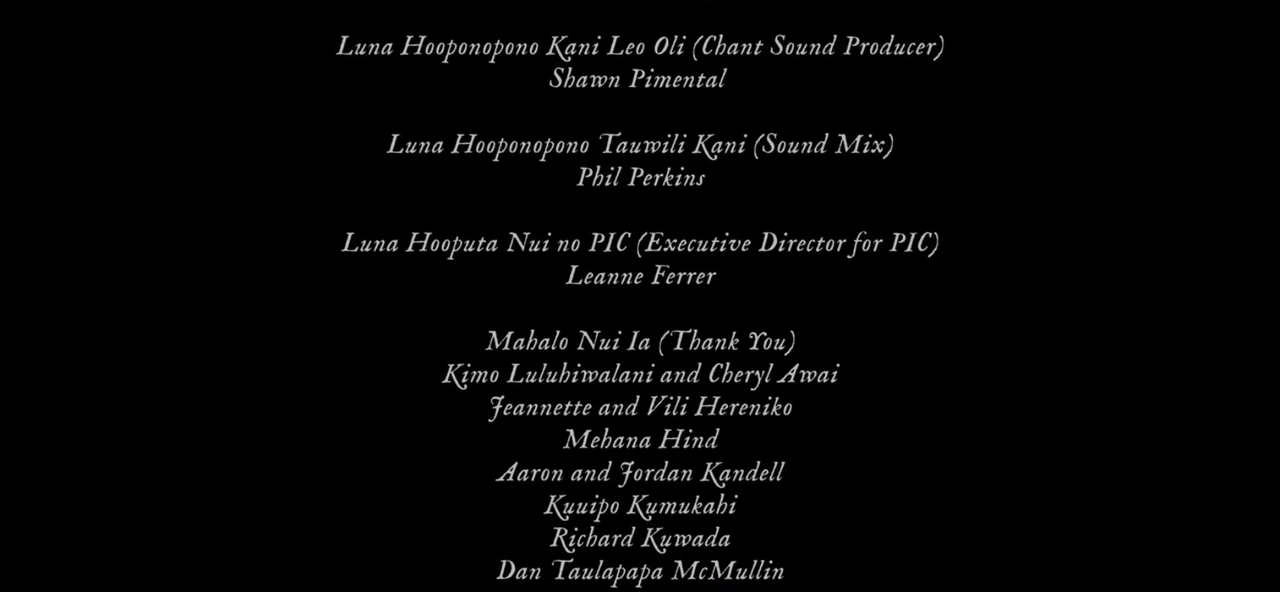 Luna Hooponopono Kani Leo Oli (Chant Sound Producer)
Shawn Pimental
Luna Hooponopono Tauwili Kani (Sound Mix)
Phil Perkins
Luna Hooputa Nui no PIC (Executive Director for PIC)
Leanne Ferrer
Mahalo Nui Ia (Thank You)
Kimo Luluhiwalani and Cheryl Awai
Jeannette and Vili Hereniko
Mehana Hind
Aaron and Jordan Kandell
Kuuipo Kumukahi
Richard Kuwada
Dan Taulapapa McMullin